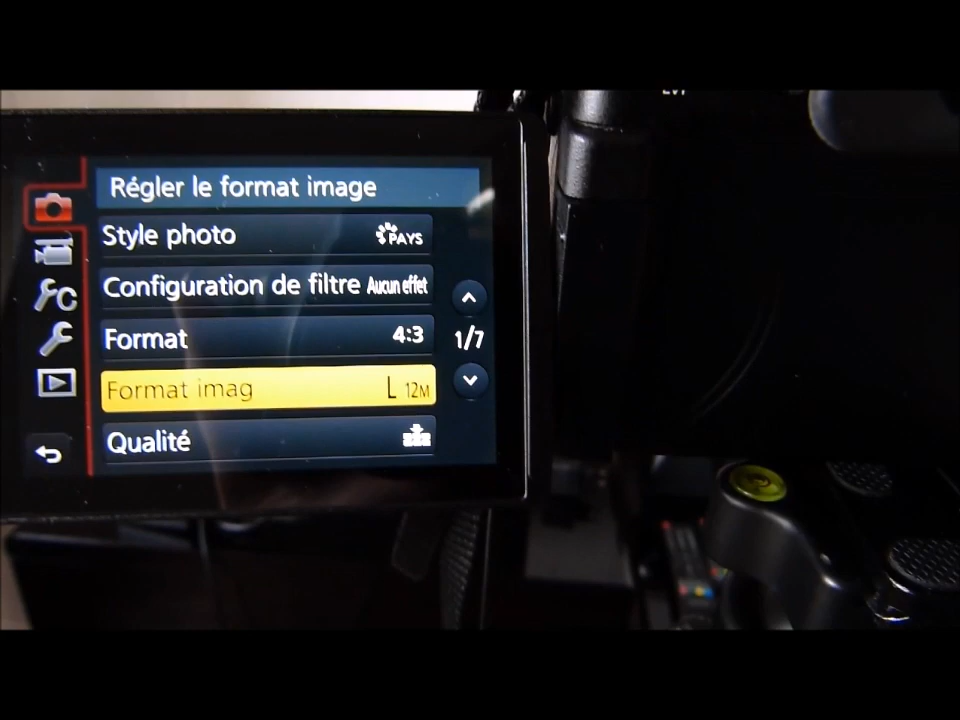 Régler le format image
Style photo PAYS
Configuration de filtre Aucun effet
Format 4:3
1/7
Format imag L 12M
Qualité
C